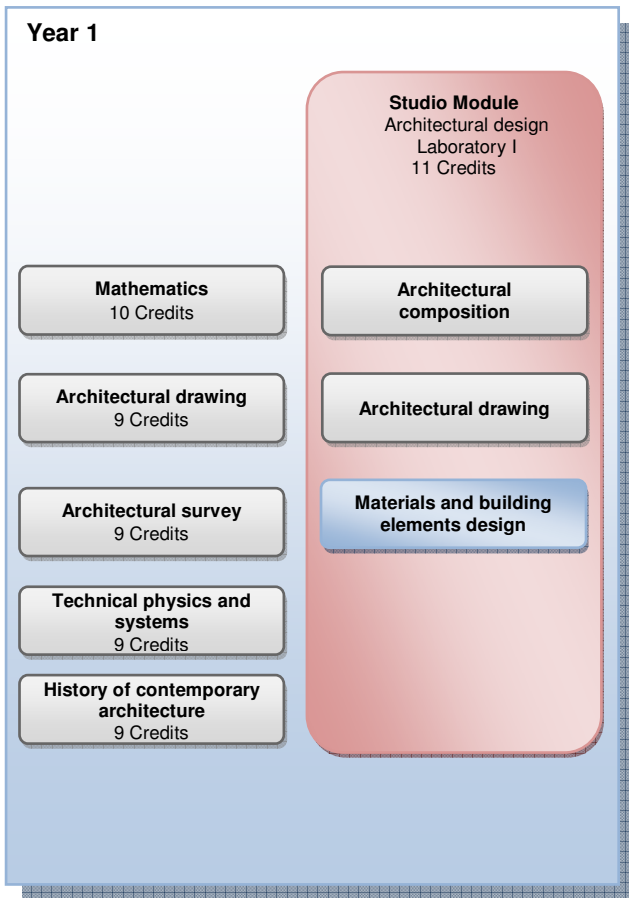 Year 1
Studio Module
Architectural design
Laboratory I
11 Credits
Mathematics
10 Credits
Architectural drawing
9 Credits
Architectural survey
9 Credits
Technical physics and
systems
9 Credits
History of contemporary
architecture
9 Credits
Architectural
composition
Architectural drawing
Materials and building
elements design